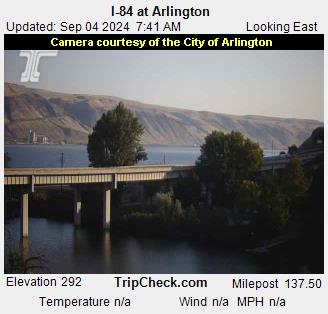 I-84 at Arlington
Updated: Sep 04 2024 7:41 AM Looking East
Camera courtesy of the City of Arlington
Elevation 292 TripCheck.com Milepost 137.50
Temperature n/a Wind n/a MPH n/a